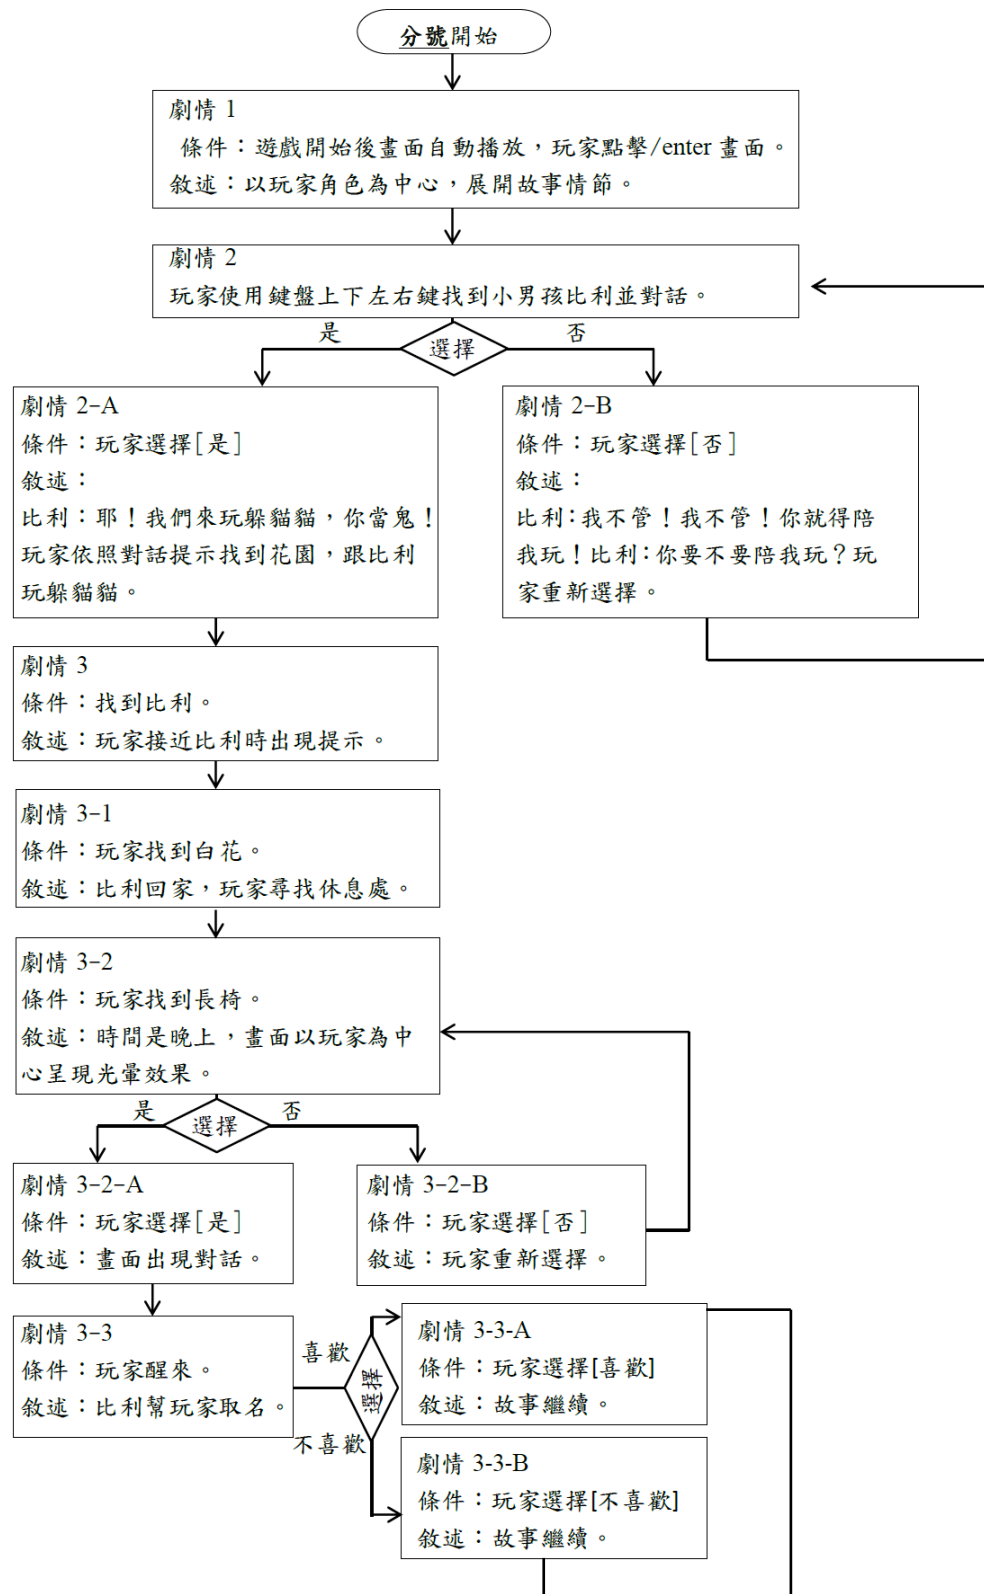 分號開始
劇情 1
條件：遊戲開始後畫面自動播放，玩家點擊/enter 畫面。
敘述：以玩家角色為中心，展開故事情節。
劇情 2
玩家使用鍵盤上下左右鍵找到小男孩比利並對話。
是
選擇
否
劇情 2-A
條件：玩家選擇[是]
敘述：
比利：耶！我們來玩躲貓貓，你當鬼！
玩家依照對話提示找到花園，跟比利
玩躲貓貓。
劇情 2-B
條件：玩家選擇[否]
敘述：
比利：我不管！我不管！你就得陪
我玩！比利：你要不要陪我玩？玩
家重新選擇。
劇情 3
條件：找到比利。
敘述：玩家接近比利時出現提示。
劇情 3-1
條件：玩家找到白花。
敘述：比利回家，玩家尋找休息處。
劇情 3-2
條件：玩家找到長椅。
敘述：時間是晚上，畫面以玩家為中
心呈現光暈效果。
是
選擇
否
劇情 3-2-A
條件：玩家選擇[是]
敘述：畫面出現對話。
劇情 3-2-B
條件：玩家選擇[否]
敘述：玩家重新選擇。
劇情 3-3
條件：玩家醒來。
敘述：比利幫玩家取名。
喜歡
選擇
不喜歡
劇情 3-3-A
條件：玩家選擇[喜歡]
敘述：故事繼續。
劇情 3-3-B
條件：玩家選擇[不喜歡]
敘述：故事繼續。